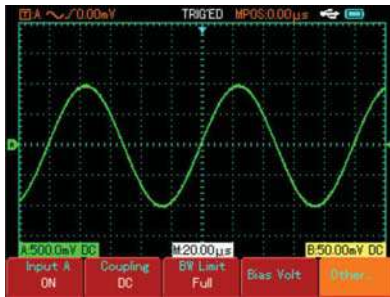 T A 0.00mV TRIG'ED MPOS:0.00μs
A:500.0mV DC M:20.00μs B:50.00mV DC
Input A Coupling BW Limit Bias Volt Other..
ON DC Full